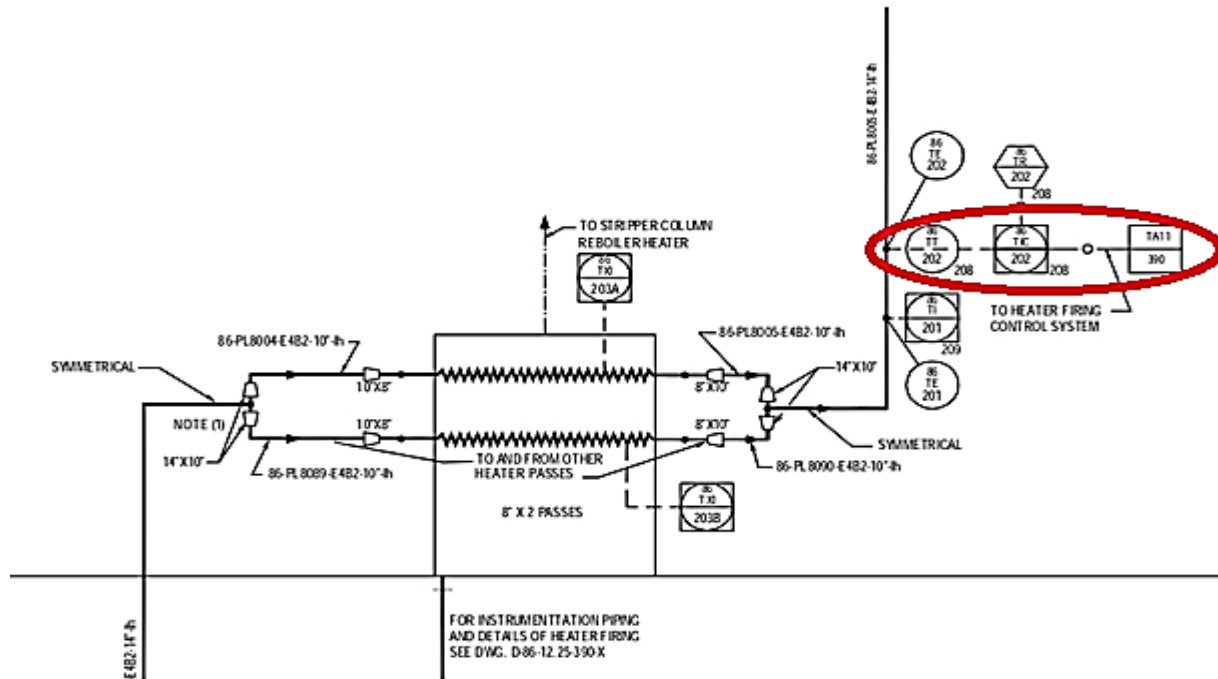 86-PL8005-E4B2-14"-Ih
86
TE
202
86
TR
202
208
TO STRIPPER COLUMN
REBOILER HEATER
86
TT
202
208
86
TIC
202
208
TA11
390
86
TXI
203A
TO HEATER FIRING
CONTROL SYSTEM
86
TI
201
209
86-PL8004-E4B2-10"-Ih
86-PL8005-E4B2-10"-Ih
SYMMETRICAL
14"X10"
10"X8"
8"X10"
86
TE
201
NOTE (1)
10"X8"
8"X10"
SYMMETRICAL
14"X10"
TO AND FROM OTHER
HEATER PASSES
86-PL8089-E4B2-10"-Ih
86-PL8090-E4B2-10"-Ih
8" X 2 PASSES
86
TXI
203B
FOR INSTRUMENTTATION PIPING
AND DETAILS OF HEATER FIRING
SEE DWG. D-86-12.25-390-X
E4B2-14"-Ih